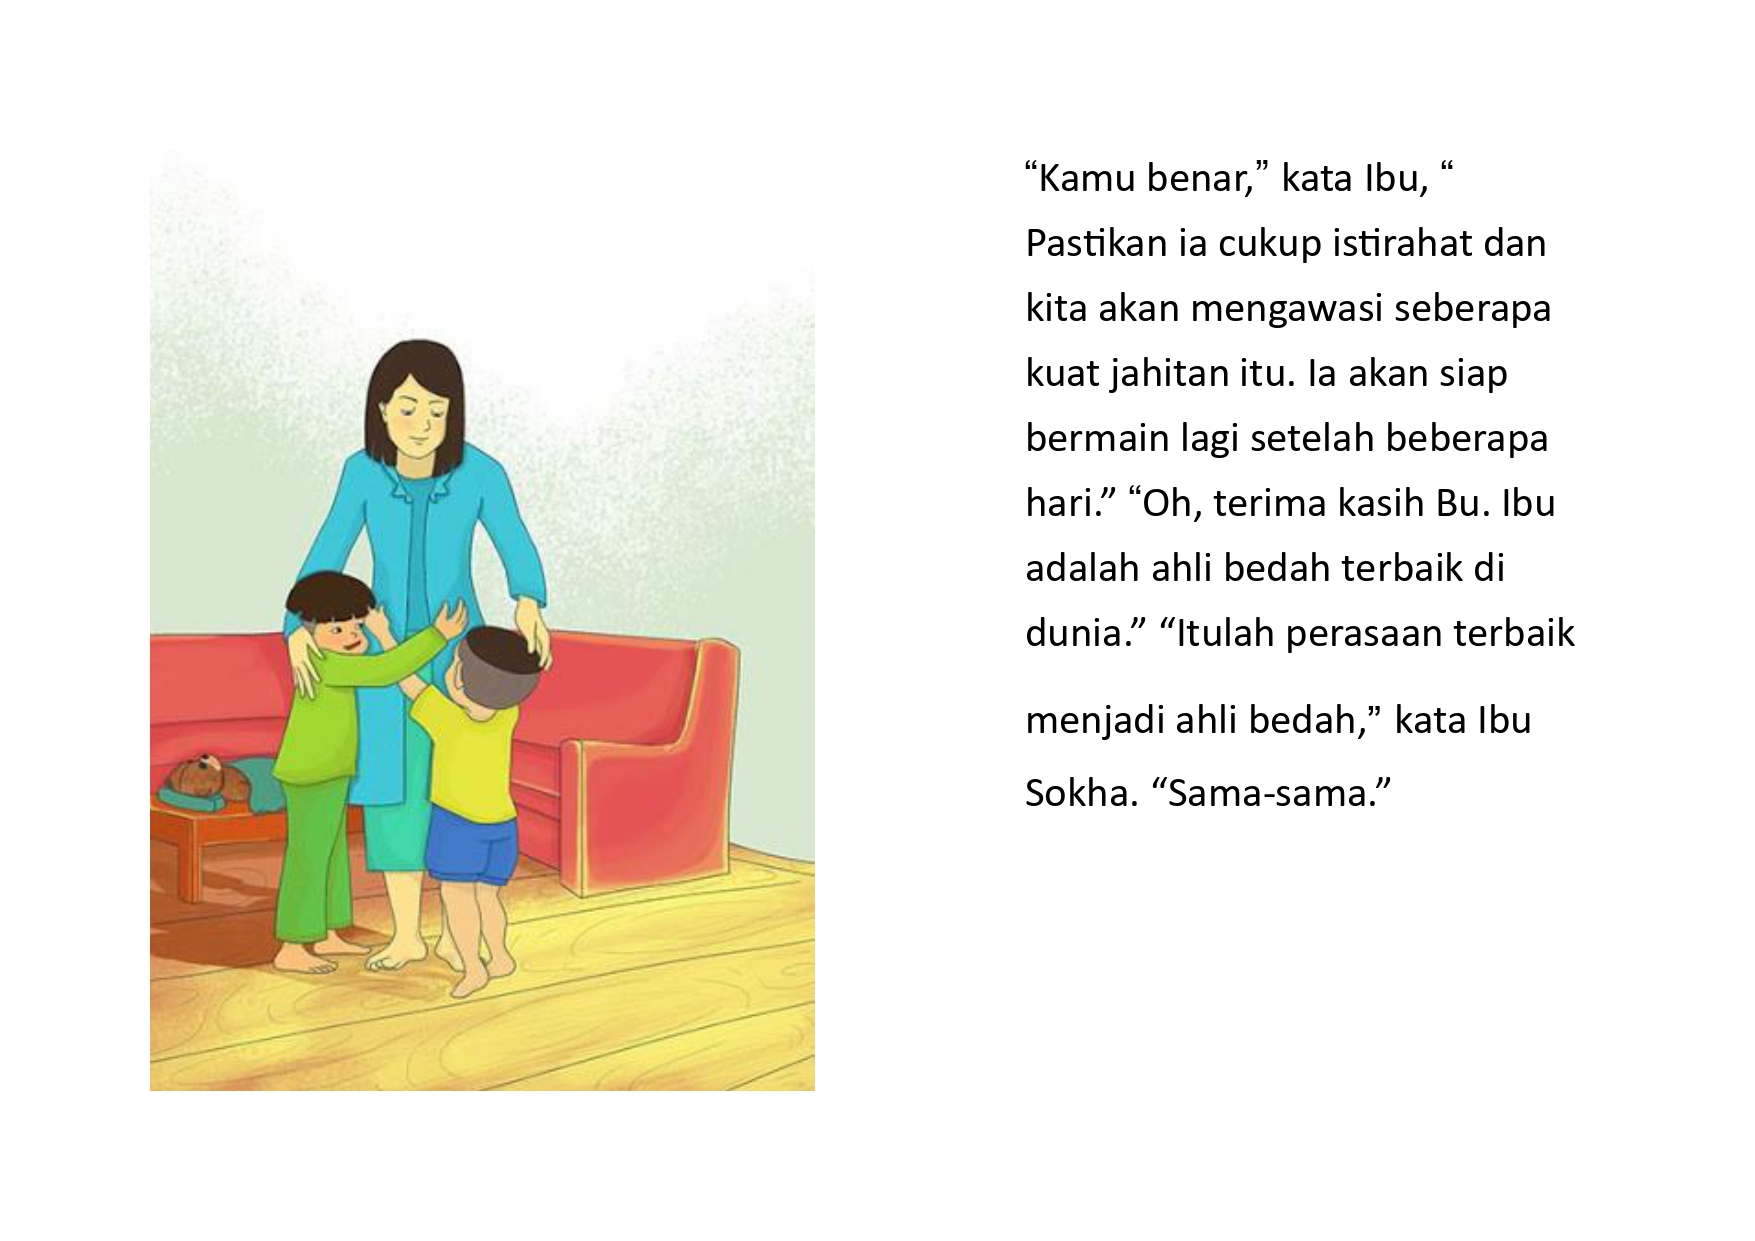 “Kamu benar,” kata Ibu, “
Pastikan ia cukup istirahat dan
kita akan mengawasi seberapa
kuat jahitan itu. Ia akan siap
bermain lagi setelah beberapa
hari.” “Oh, terima kasih Bu. Ibu
adalah ahli bedah terbaik di
dunia.” “Itulah perasaan terbaik
menjadi ahli bedah,” kata Ibu
Sokha. “Sama-sama.”